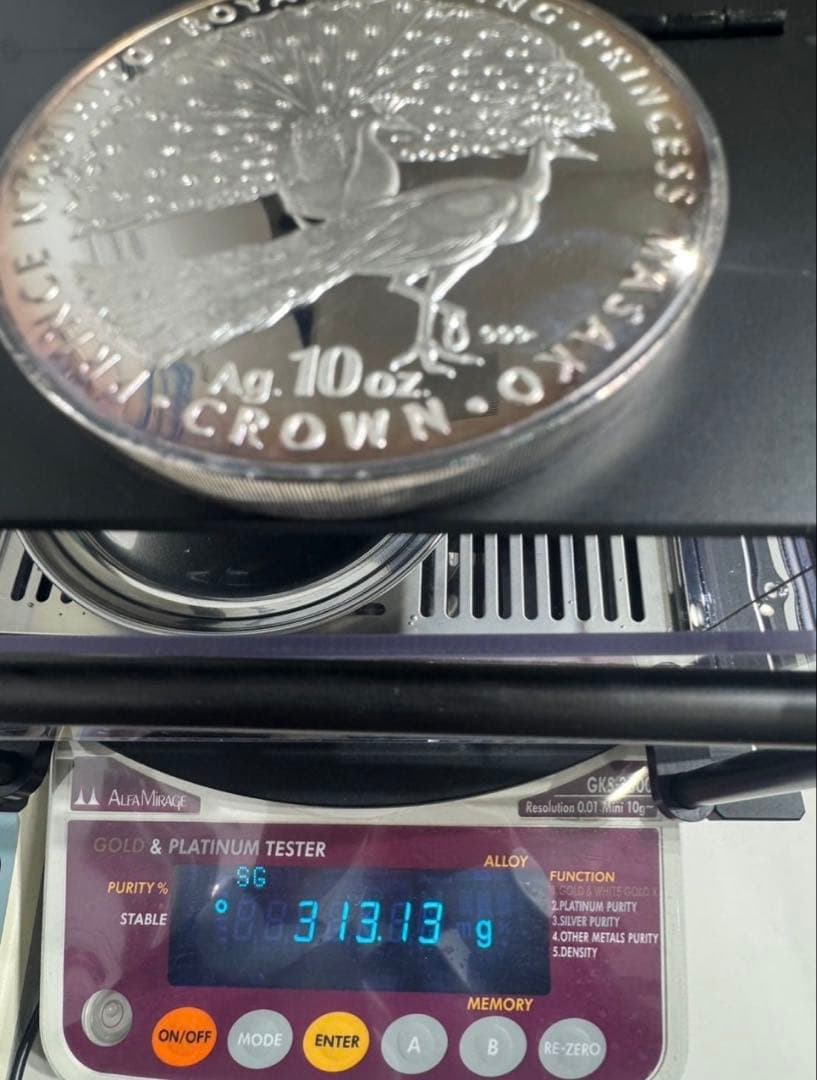 PRINCESS MASAKO
Ag. 10 oz.
999
CROWN
ALFA MIRAGE
Resolution 0.01 Mini 10g~
GOLD & PLATINUM TESTER
ALLOY
PURITY %
SG
STABLE
313.13 g
FUNCTION
1.GOLD & WHITE GOLD K
2.PLATINUM PURITY
3.SILVER PURITY
4.OTHER METALS PURITY
5.DENSITY
MEMORY
ON/OFF
MODE
ENTER
A
B
RE-ZERO